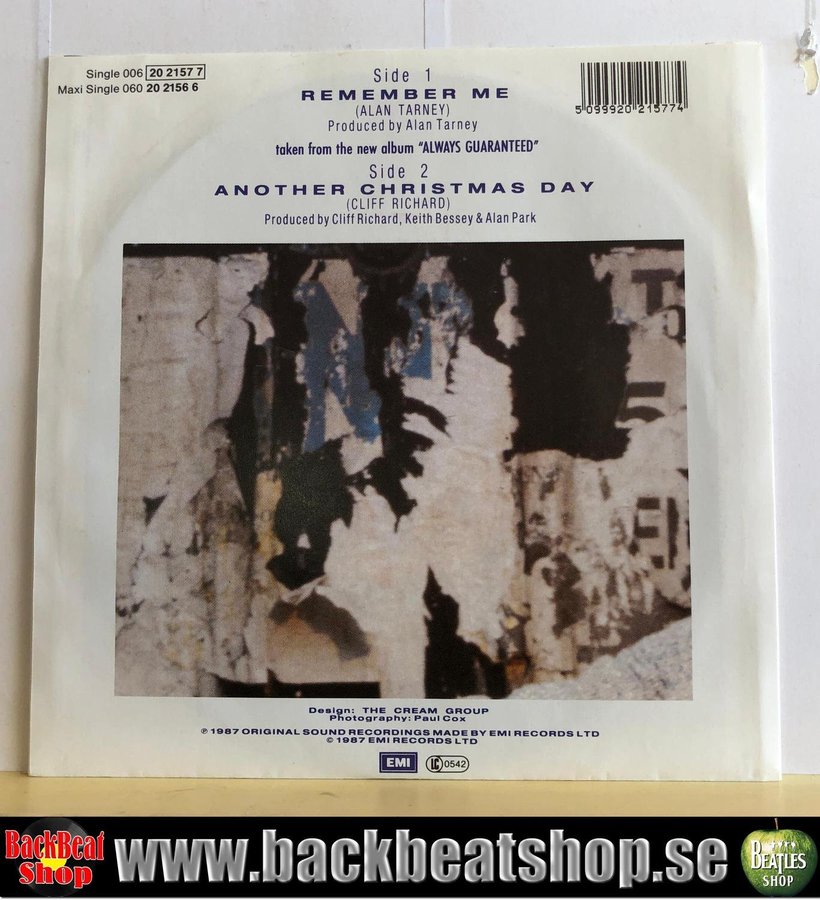 Single 006 20 2157 7
Maxi Single 060 20 2156 6
Side 1
REMEMBER ME
(ALAN TARNEY)
Produced by Alan Tarney
taken from the new album "ALWAYS GUARANTEED"
Side 2
ANOTHER CHRISTMAS DAY
(CLIFF RICHARD)
Produced by Cliff Richard, Keith Bessey & Alan Park
5 099920 215774
T
5
E
Design: THE CREAM GROUP
Photography: Paul Cox
℗ 1987 ORIGINAL SOUND RECORDINGS MADE BY EMI RECORDS LTD
© 1987 EMI RECORDS LTD
EMI
LC 0542
BackBeat
Shop
www.backbeatshop.se
BEATLES
SHOP